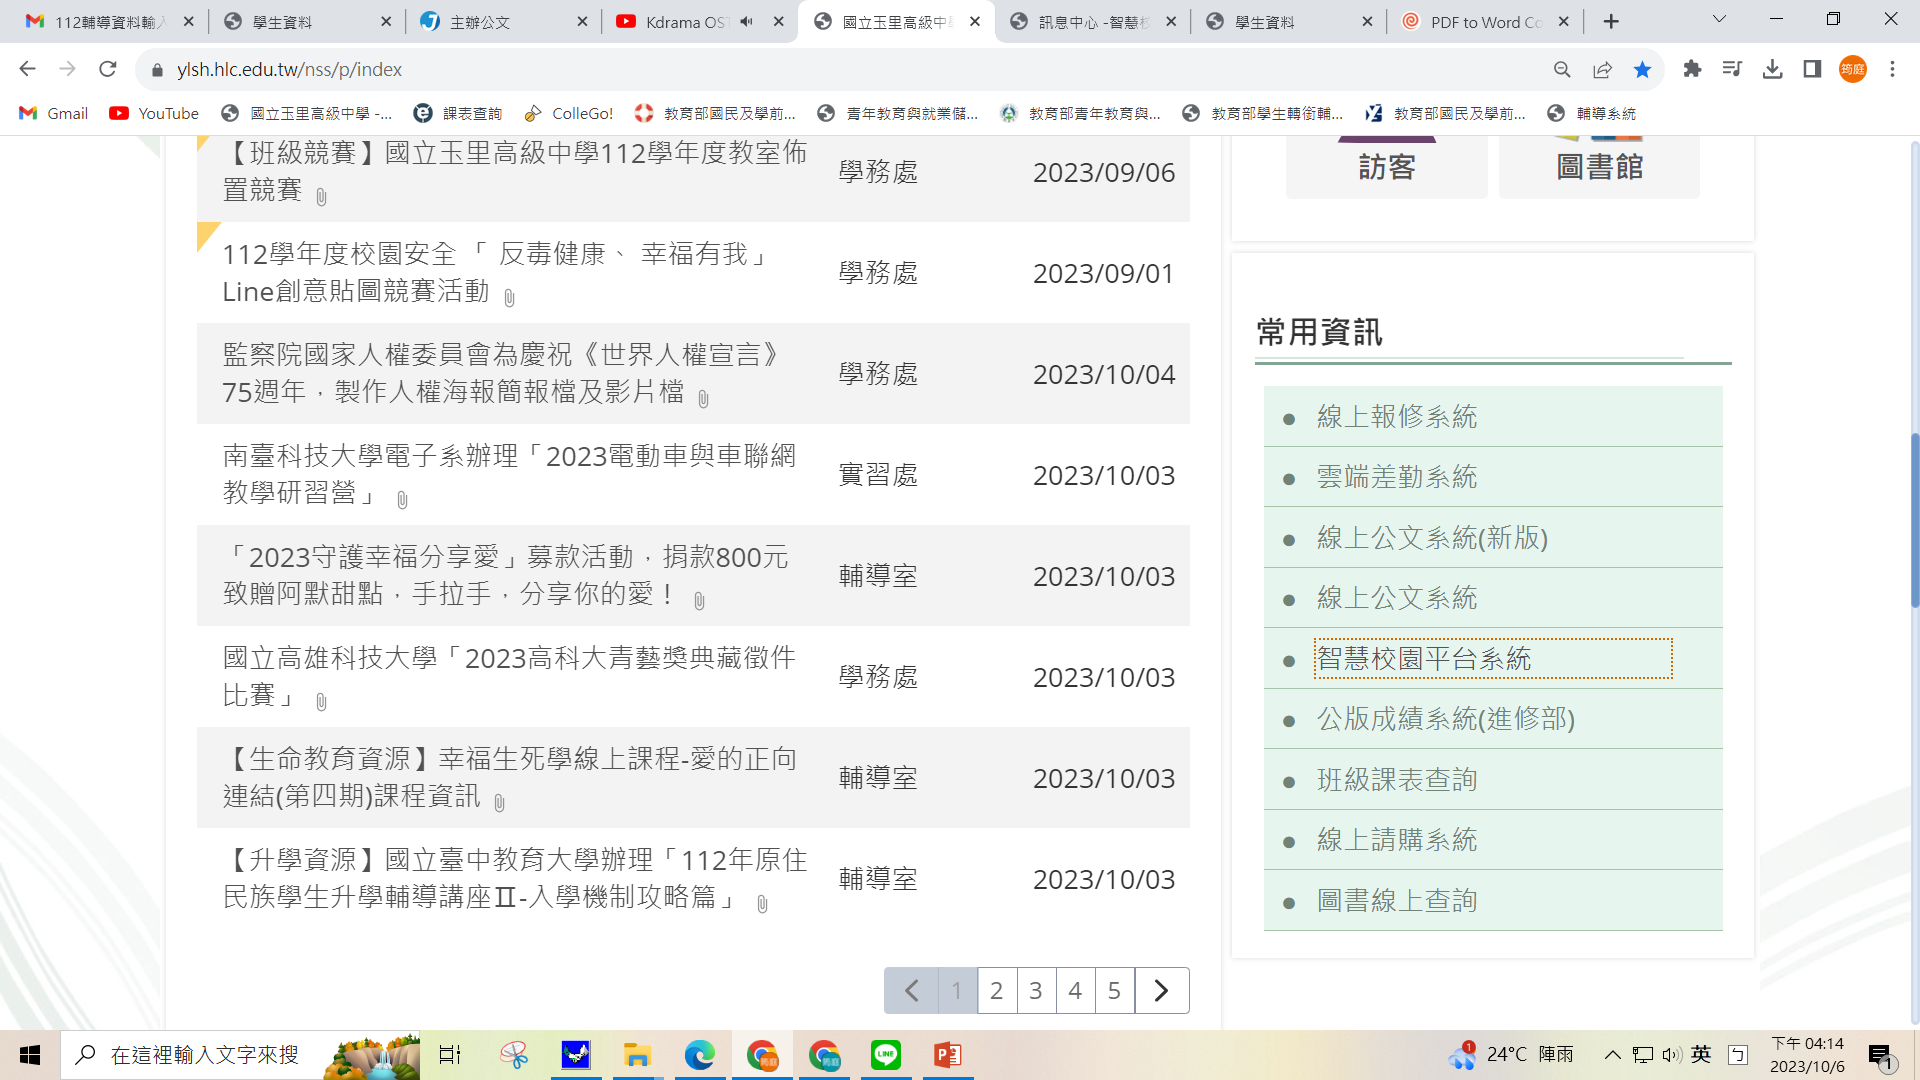 112輔導資料輸入
學生資料
主辦公文
Kdrama OST
國立玉里高級中學
訊息中心 -智慧校
學生資料
PDF to Word Co
ylsh.hlc.edu.tw/nss/p/index
筠庭
Gmail
YouTube
國立玉里高級中學 -...
課表查詢
ColleGo!
教育部國民及學前...
青年教育與就業儲...
教育部青年教育與...
教育部學生轉銜輔...
教育部國民及學前...
輔導系統
【班級競賽】國立玉里高級中學112學年度教室佈
置競賽
學務處
2023/09/06
112學年度校園安全 「 反毒健康、 幸福有我」
Line創意貼圖競賽活動
學務處
2023/09/01
監察院國家人權委員會為慶祝《世界人權宣言》
75週年，製作人權海報簡報檔及影片檔
學務處
2023/10/04
南臺科技大學電子系辦理「2023電動車與車聯網
教學研習營」
實習處
2023/10/03
「2023守護幸福分享愛」募款活動，捐款800元
致贈阿默甜點，手拉手，分享你的愛！
輔導室
2023/10/03
國立高雄科技大學「2023高科大青藝獎典藏徵件
比賽」
學務處
2023/10/03
【生命教育資源】幸福生死學線上課程-愛的正向
連結(第四期)課程資訊
輔導室
2023/10/03
【升學資源】國立臺中教育大學辦理「112年原住
民族學生升學輔導講座Ⅱ-入學機制攻略篇」
輔導室
2023/10/03
1 2 3 4 5
訪客
圖書館
常用資訊
線上報修系統
雲端差勤系統
線上公文系統(新版)
線上公文系統
智慧校園平台系統
公版成績系統(進修部)
班級課表查詢
線上請購系統
圖書線上查詢
在這裡輸入文字來搜
LINE
24°C 陣雨
英
ㄅ
下午 04:14
2023/10/6
1